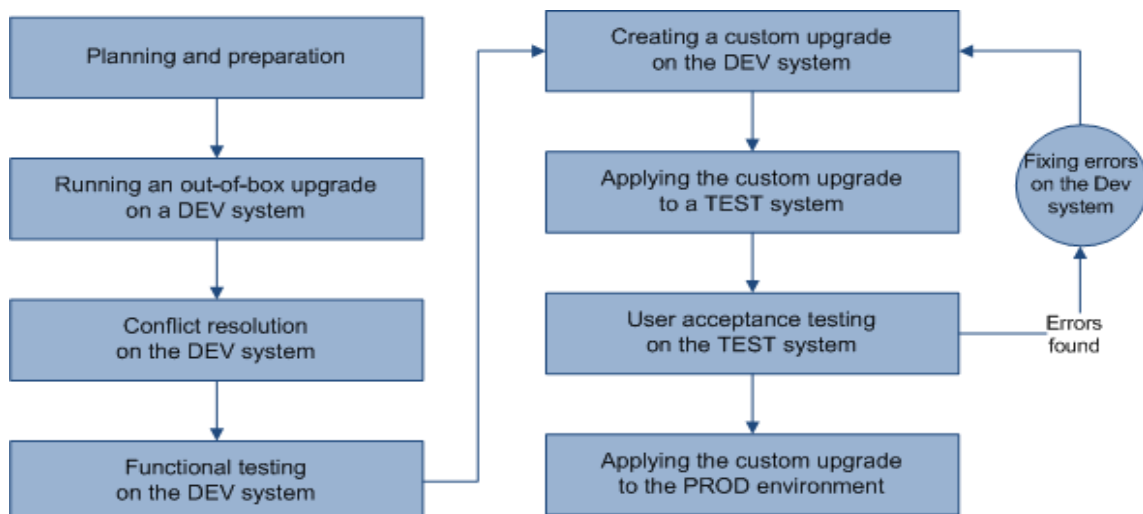 Planning and preparation
Running an out-of-box upgrade
on a DEV system
Conflict resolution
on the DEV system
Functional testing
on the DEV system
Creating a custom upgrade
on the DEV system
Applying the custom upgrade
to a TEST system
User acceptance testing
on the TEST system
Applying the custom upgrade
to the PROD environment
Errors
found
Fixing errors
on the Dev
system